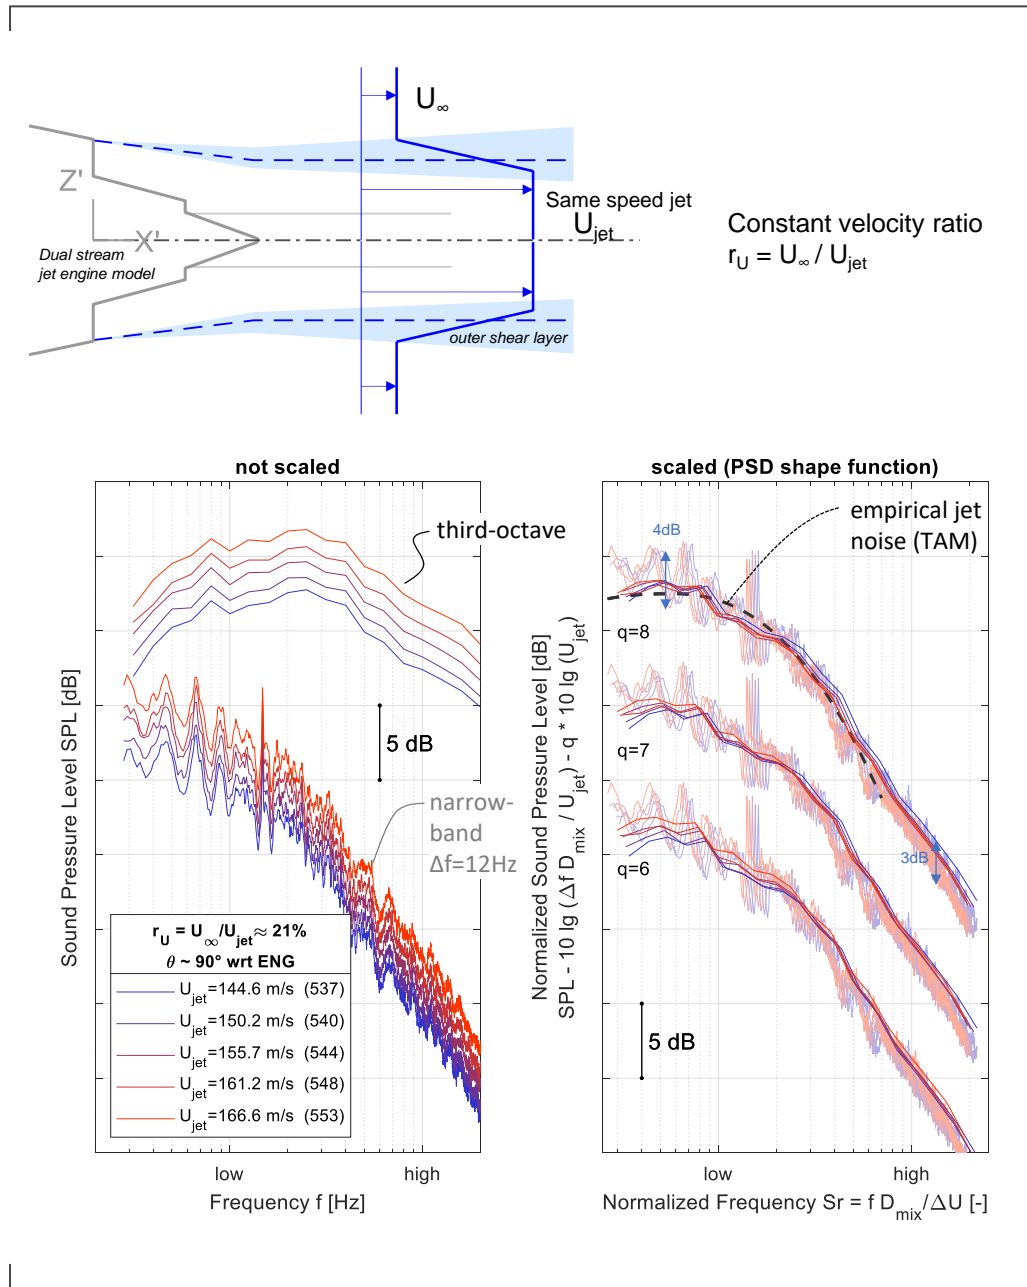 U∞
Z'
Same speed jet
Ujet
X'
Dual stream
jet engine model
Constant velocity ratio
rU = U∞ / Ujet
outer shear layer
not scaled
third-octave
5 dB
narrow-
band
Δf=12Hz
rU = U∞/Ujet ≈ 21%
θ ~ 90° wrt ENG
Ujet=144.6 m/s (537)
Ujet=150.2 m/s (540)
Ujet=155.7 m/s (544)
Ujet=161.2 m/s (548)
Ujet=166.6 m/s (553)
Sound Pressure Level SPL [dB]
low
high
Frequency f [Hz]
scaled (PSD shape function)
empirical jet
noise (TAM)
4dB
q=8
q=7
q=6
3dB
5 dB
Normalized Sound Pressure Level [dB]
SPL - 10 lg (Δf Dmix / Ujet) - q * 10 lg (Ujet)
low
high
Normalized Frequency Sr = f Dmix/ΔU [-]